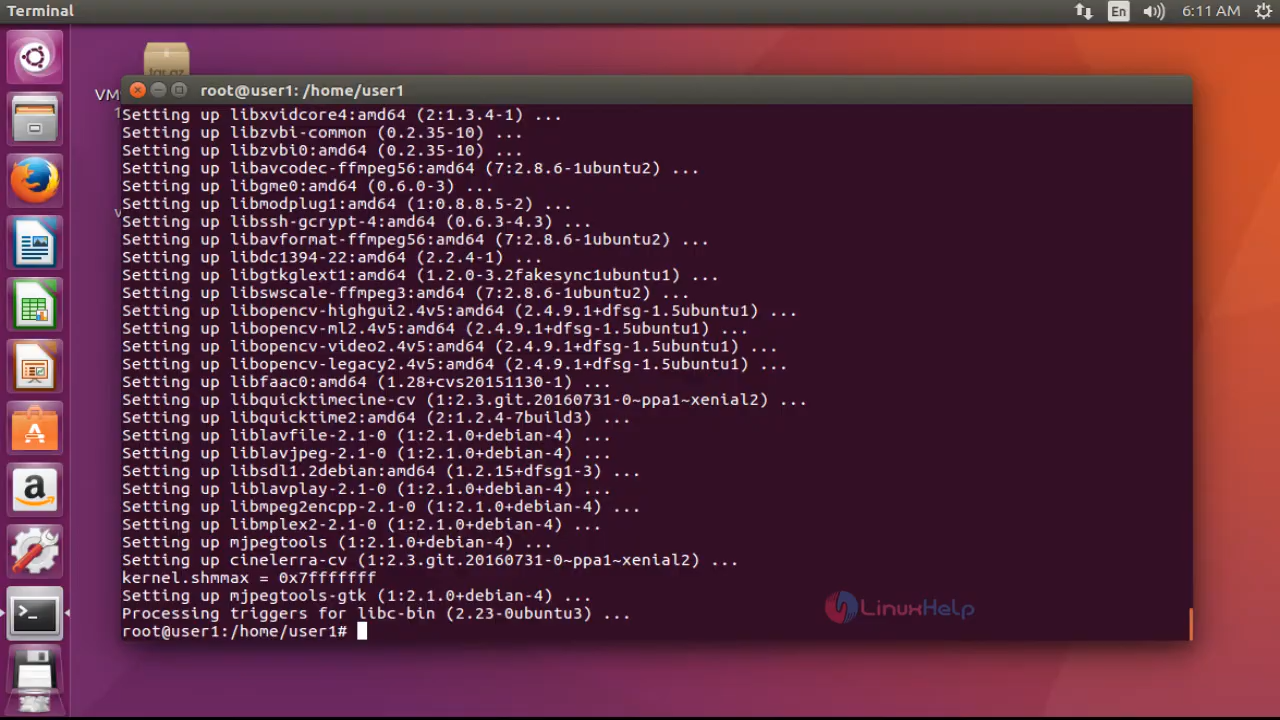 Terminal
En
6:11 AM
tar.gz
VM
root@user1: /home/user1
Setting up libxvidcore4:amd64 (2:1.3.4-1) ...
Setting up libzvbi-common (0.2.35-10) ...
Setting up libzvbi0:amd64 (0.2.35-10) ...
Setting up libavcodec-ffmpeg56:amd64 (7:2.8.6-1ubuntu2) ...
Setting up libgme0:amd64 (0.6.0-3) ...
Setting up libmodplug1:amd64 (1:0.8.8.5-2) ...
Setting up libssh-gcrypt-4:amd64 (0.6.3-4.3) ...
Setting up libavformat-ffmpeg56:amd64 (7:2.8.6-1ubuntu2) ...
Setting up libdc1394-22:amd64 (2.2.4-1) ...
Setting up libgtkglext1:amd64 (1.2.0-3.2fakesync1ubuntu1) ...
Setting up libswscale-ffmpeg3:amd64 (7:2.8.6-1ubuntu2) ...
Setting up libopencv-highgui2.4v5:amd64 (2.4.9.1+dfsg-1.5ubuntu1) ...
Setting up libopencv-ml2.4v5:amd64 (2.4.9.1+dfsg-1.5ubuntu1) ...
Setting up libopencv-video2.4v5:amd64 (2.4.9.1+dfsg-1.5ubuntu1) ...
Setting up libopencv-legacy2.4v5:amd64 (2.4.9.1+dfsg-1.5ubuntu1) ...
Setting up libfaac0:amd64 (1.28+cvs20151130-1) ...
Setting up libquicktimecine-cv (1:2.3.git.20160731-0~ppa1~xenial2) ...
Setting up libquicktime2:amd64 (2:1.2.4-7build3) ...
Setting up liblavfile-2.1-0 (1:2.1.0+debian-4) ...
Setting up liblavjpeg-2.1-0 (1:2.1.0+debian-4) ...
Setting up libsdl1.2debian:amd64 (1.2.15+dfsg1-3) ...
Setting up liblavplay-2.1-0 (1:2.1.0+debian-4) ...
Setting up libmpeg2encpp-2.1-0 (1:2.1.0+debian-4) ...
Setting up libmplex2-2.1-0 (1:2.1.0+debian-4) ...
Setting up mjpegtools (1:2.1.0+debian-4) ...
Setting up cinelerra-cv (1:2.3.git.20160731-0~ppa1~xenial2) ...
kernel.shmmax = 0x7fffffff
Setting up mjpegtools-gtk (1:2.1.0+debian-4) ...
Processing triggers for libc-bin (2.23-0ubuntu3) ...
root@user1:/home/user1#
LinuxHelp